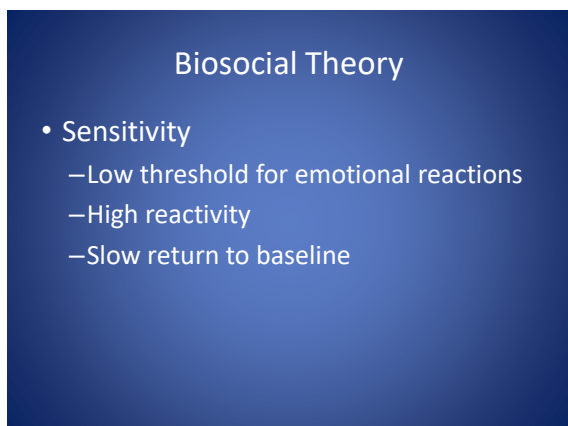 Biosocial Theory
• Sensitivity
–Low threshold for emotional reactions
–High reactivity
–Slow return to baseline